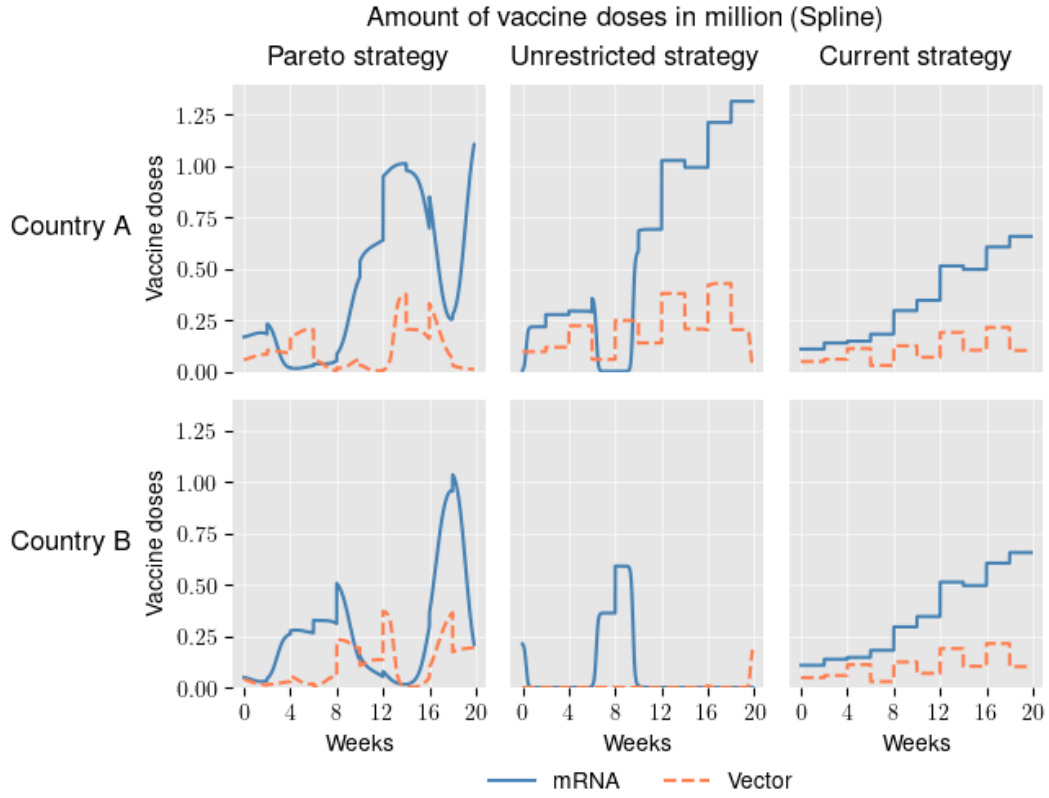 Amount of vaccine doses in million (Spline)
Pareto strategy
Unrestricted strategy
Current strategy
Country A
Vaccine doses
1.25
1.00
0.75
0.50
0.25
0.00
Country B
Vaccine doses
1.25
1.00
0.75
0.50
0.25
0.00
0 4 8 12 16 20
0 4 8 12 16 20
0 4 8 12 16 20
Weeks
Weeks
Weeks
mRNA
Vector